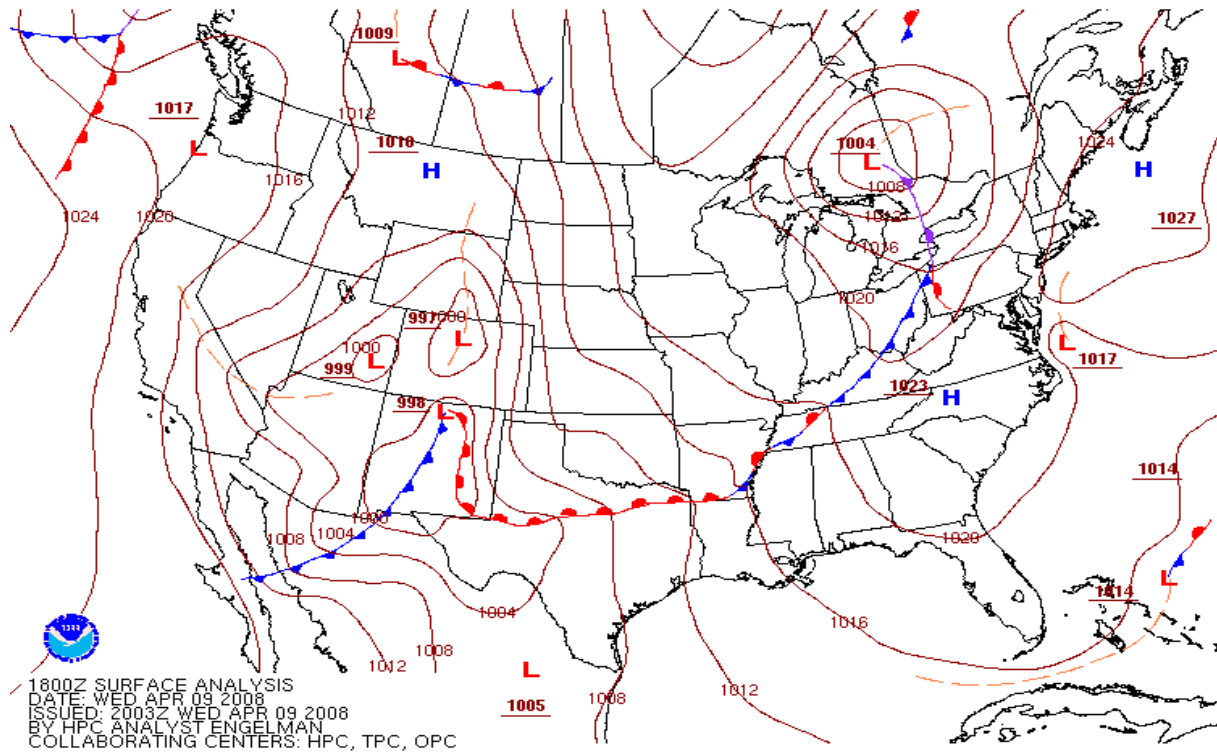 1009
1017
1012
1010
L
L
H
1016
1024
1020
1004
L
1008
1012
1016
1020
1024
H
1027
997
1000
L
1000
999
L
998
L
L
1017
1023
H
1014
1000
1004
1008
1020
L
1014
1004
1016
1008
1012
L
1005
1008
1012
1800Z SURFACE ANALYSIS
DATE: WED APR 09 2008
ISSUED: 2003Z WED APR 09 2008
BY HPC ANALYST ENGELMAN
COLLABORATING CENTERS: HPC, TPC, OPC